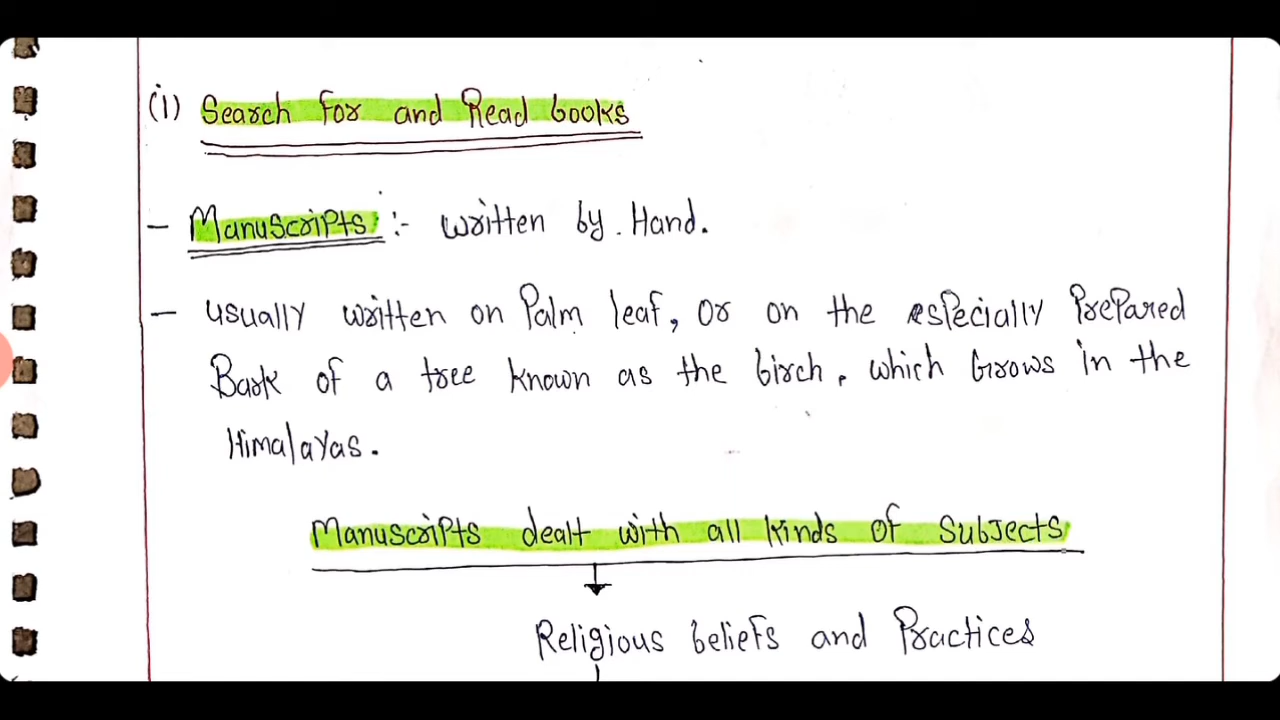 (i) Search for and Read books
- Manuscripts :- written by Hand.
- usually written on Palm leaf, or on the especially Prepared
Bark of a tree known as the birch, which Grows in the
Himalayas.
Manuscripts dealt with all kinds of Subjects
Religious beliefs and Practices